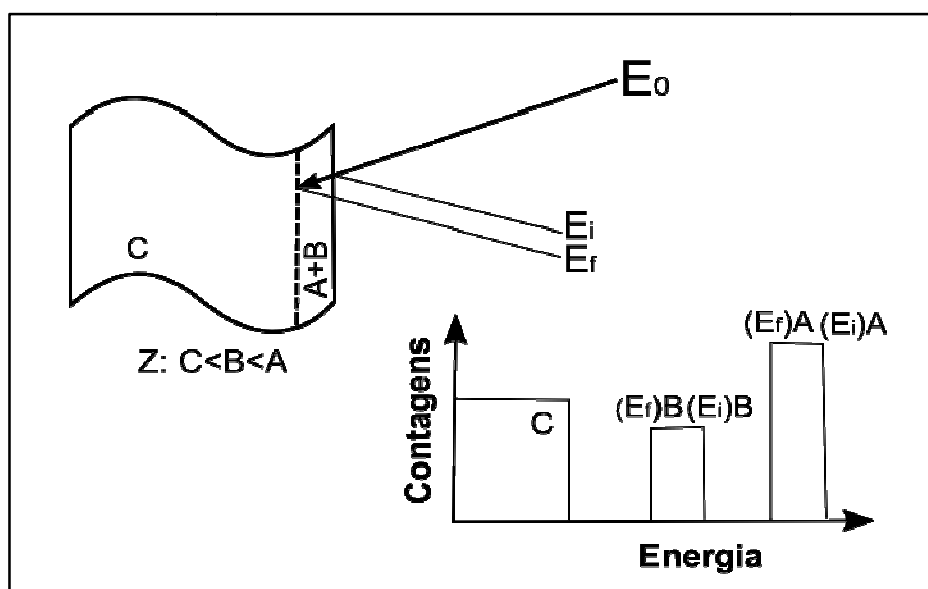 E0
Ei
Ef
C
A+B
Z: C<B<A
(Ef)A (Ei)A
(Ef)B(Ei)B
C
Contagens
Energia